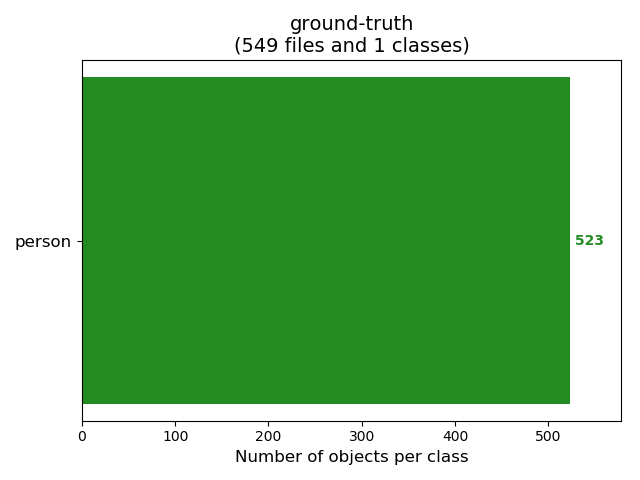 ground-truth
(549 files and 1 classes)
person
523
0 100 200 300 400 500
Number of objects per class